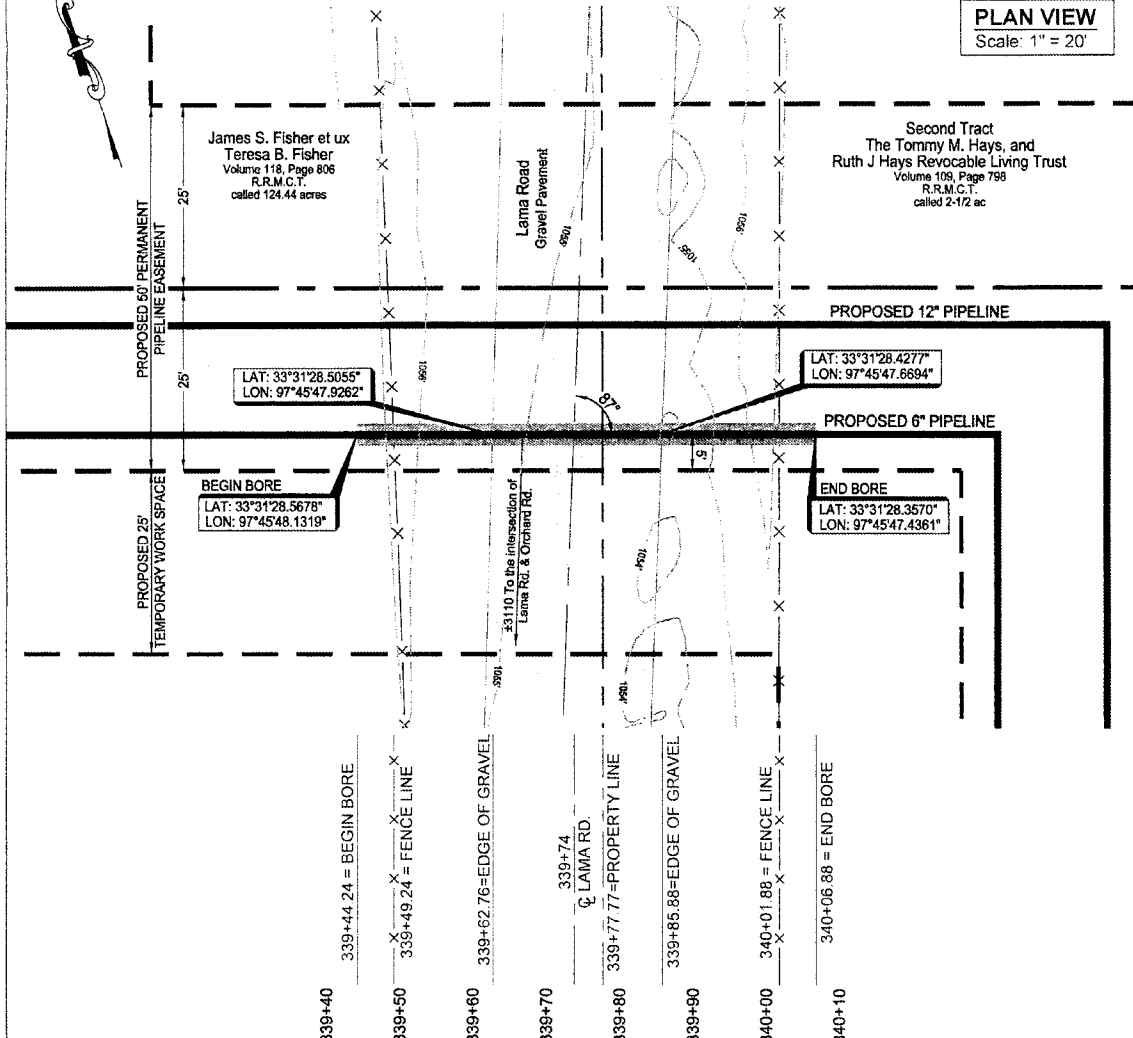 PLAN VIEW
Scale: 1" = 20'
James S. Fisher et ux
Teresa B. Fisher
Volume 118, Page 806
R.R.M.C.T.
called 124.44 acres
Second Tract
The Tommy M. Hays, and
Ruth J Hays Revocable Living Trust
Volume 109, Page 798
R.R.M.C.T.
called 2-1/2 ac
Lama Road
Gravel Pavement
PROPOSED 50' PERMANENT
PIPELINE EASEMENT
25'
25'
1055'
1055'
1056'
1056'
PROPOSED 12" PIPELINE
LAT: 33°31'28.5055"
LON: 97°45'47.9262"
LAT: 33°31'28.4277"
LON: 97°45'47.6694"
87°
PROPOSED 6" PIPELINE
5'
BEGIN BORE
LAT: 33°31'28.5678"
LON: 97°45'48.1319"
END BORE
LAT: 33°31'28.3570"
LON: 97°45'47.4361"
PROPOSED 25'
TEMPORARY WORK SPACE
±3110 To the intersection of
Lama Rd. & Orchard Rd.
1054'
1054'
1055'
339+44.24 = BEGIN BORE
339+49.24 = FENCE LINE
339+62.76=EDGE OF GRAVEL
339+74
℄ LAMA RD.
339+77.77=PROPERTY LINE
339+85.88=EDGE OF GRAVEL
340+01.88 = FENCE LINE
340+06.88 = END BORE
339+40
339+50
339+60
339+70
339+80
339+90
340+00
340+10